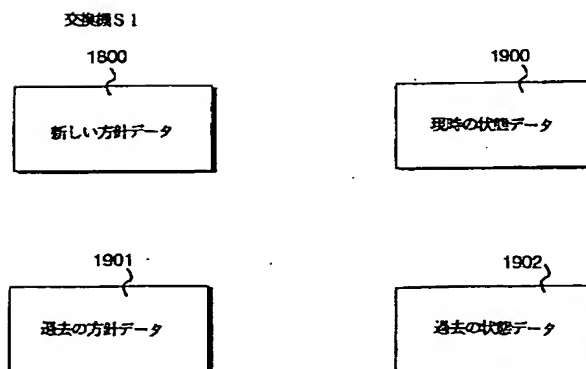 交換機S1
1800
新しい方針データ
1900
現時の状態データ
1901
過去の方針データ
1902
過去の状態データ